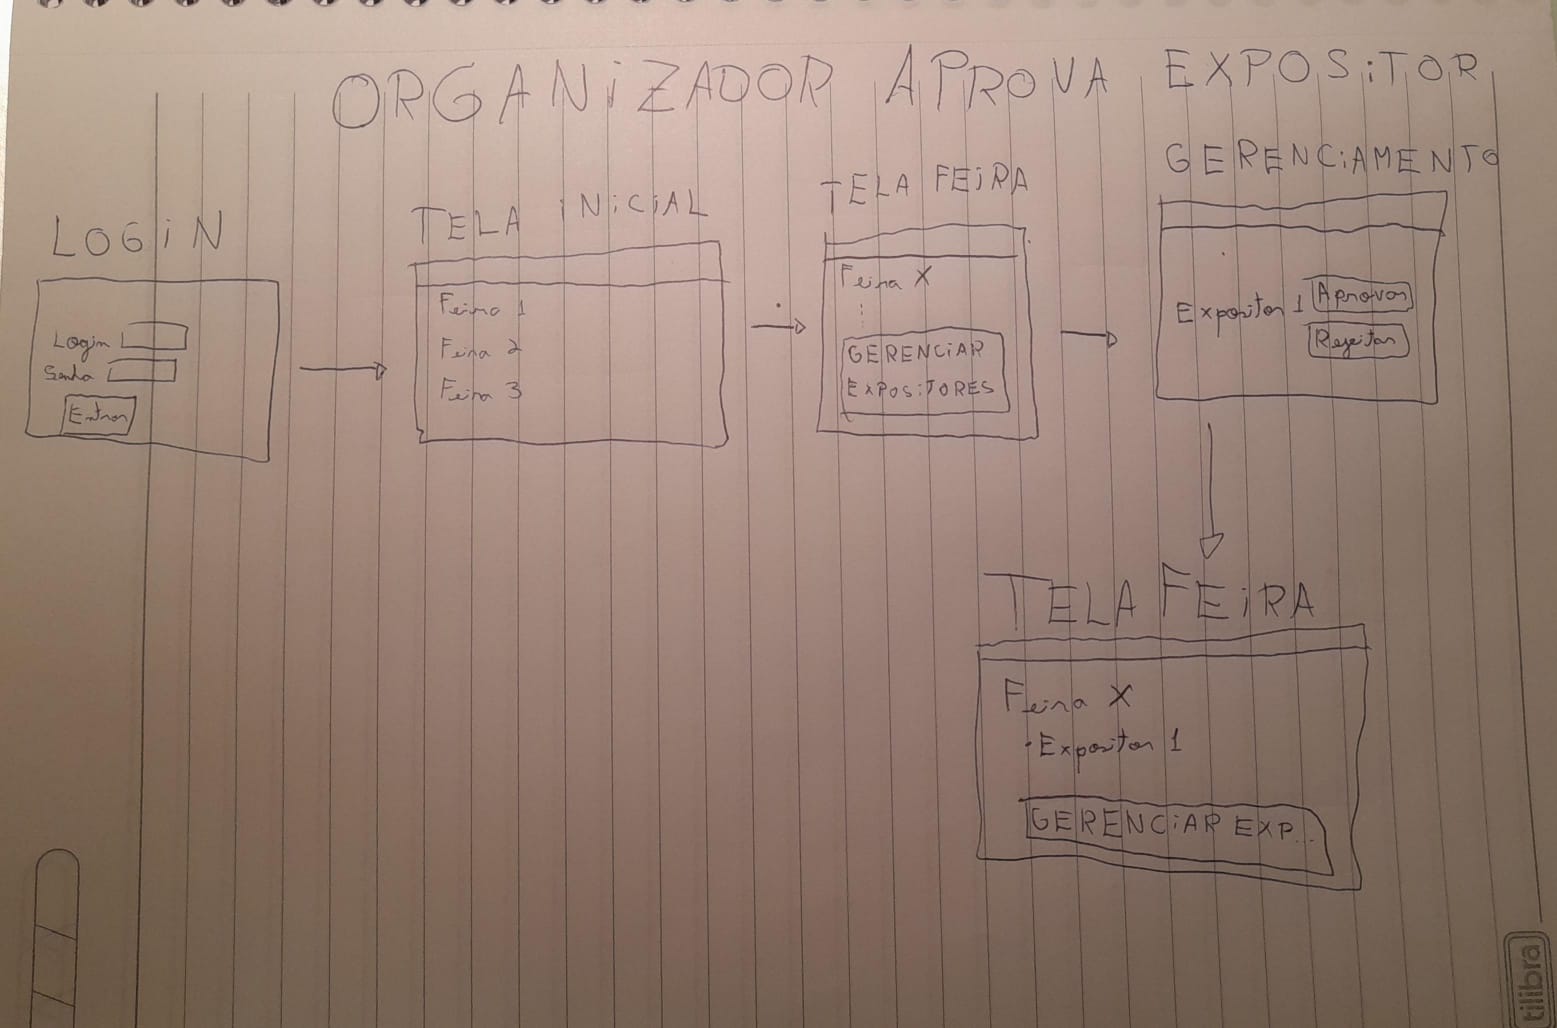 ORGANiZADOR APROVA EXPOSiTOR
LOGiN
Login
Senha
Entrar
TELA iNiCiAL
Feira 1
Feira 2
Feira 3
TELA FEiRA
Feira X
GERENCiAR
EXPOSiTORES
GERENCiAMENTO
Expositor 1
Aprovar
Rejeitar
TELA FEiRA
Feira X
· Expositor 1
GERENCiAR EXP...
tilibra